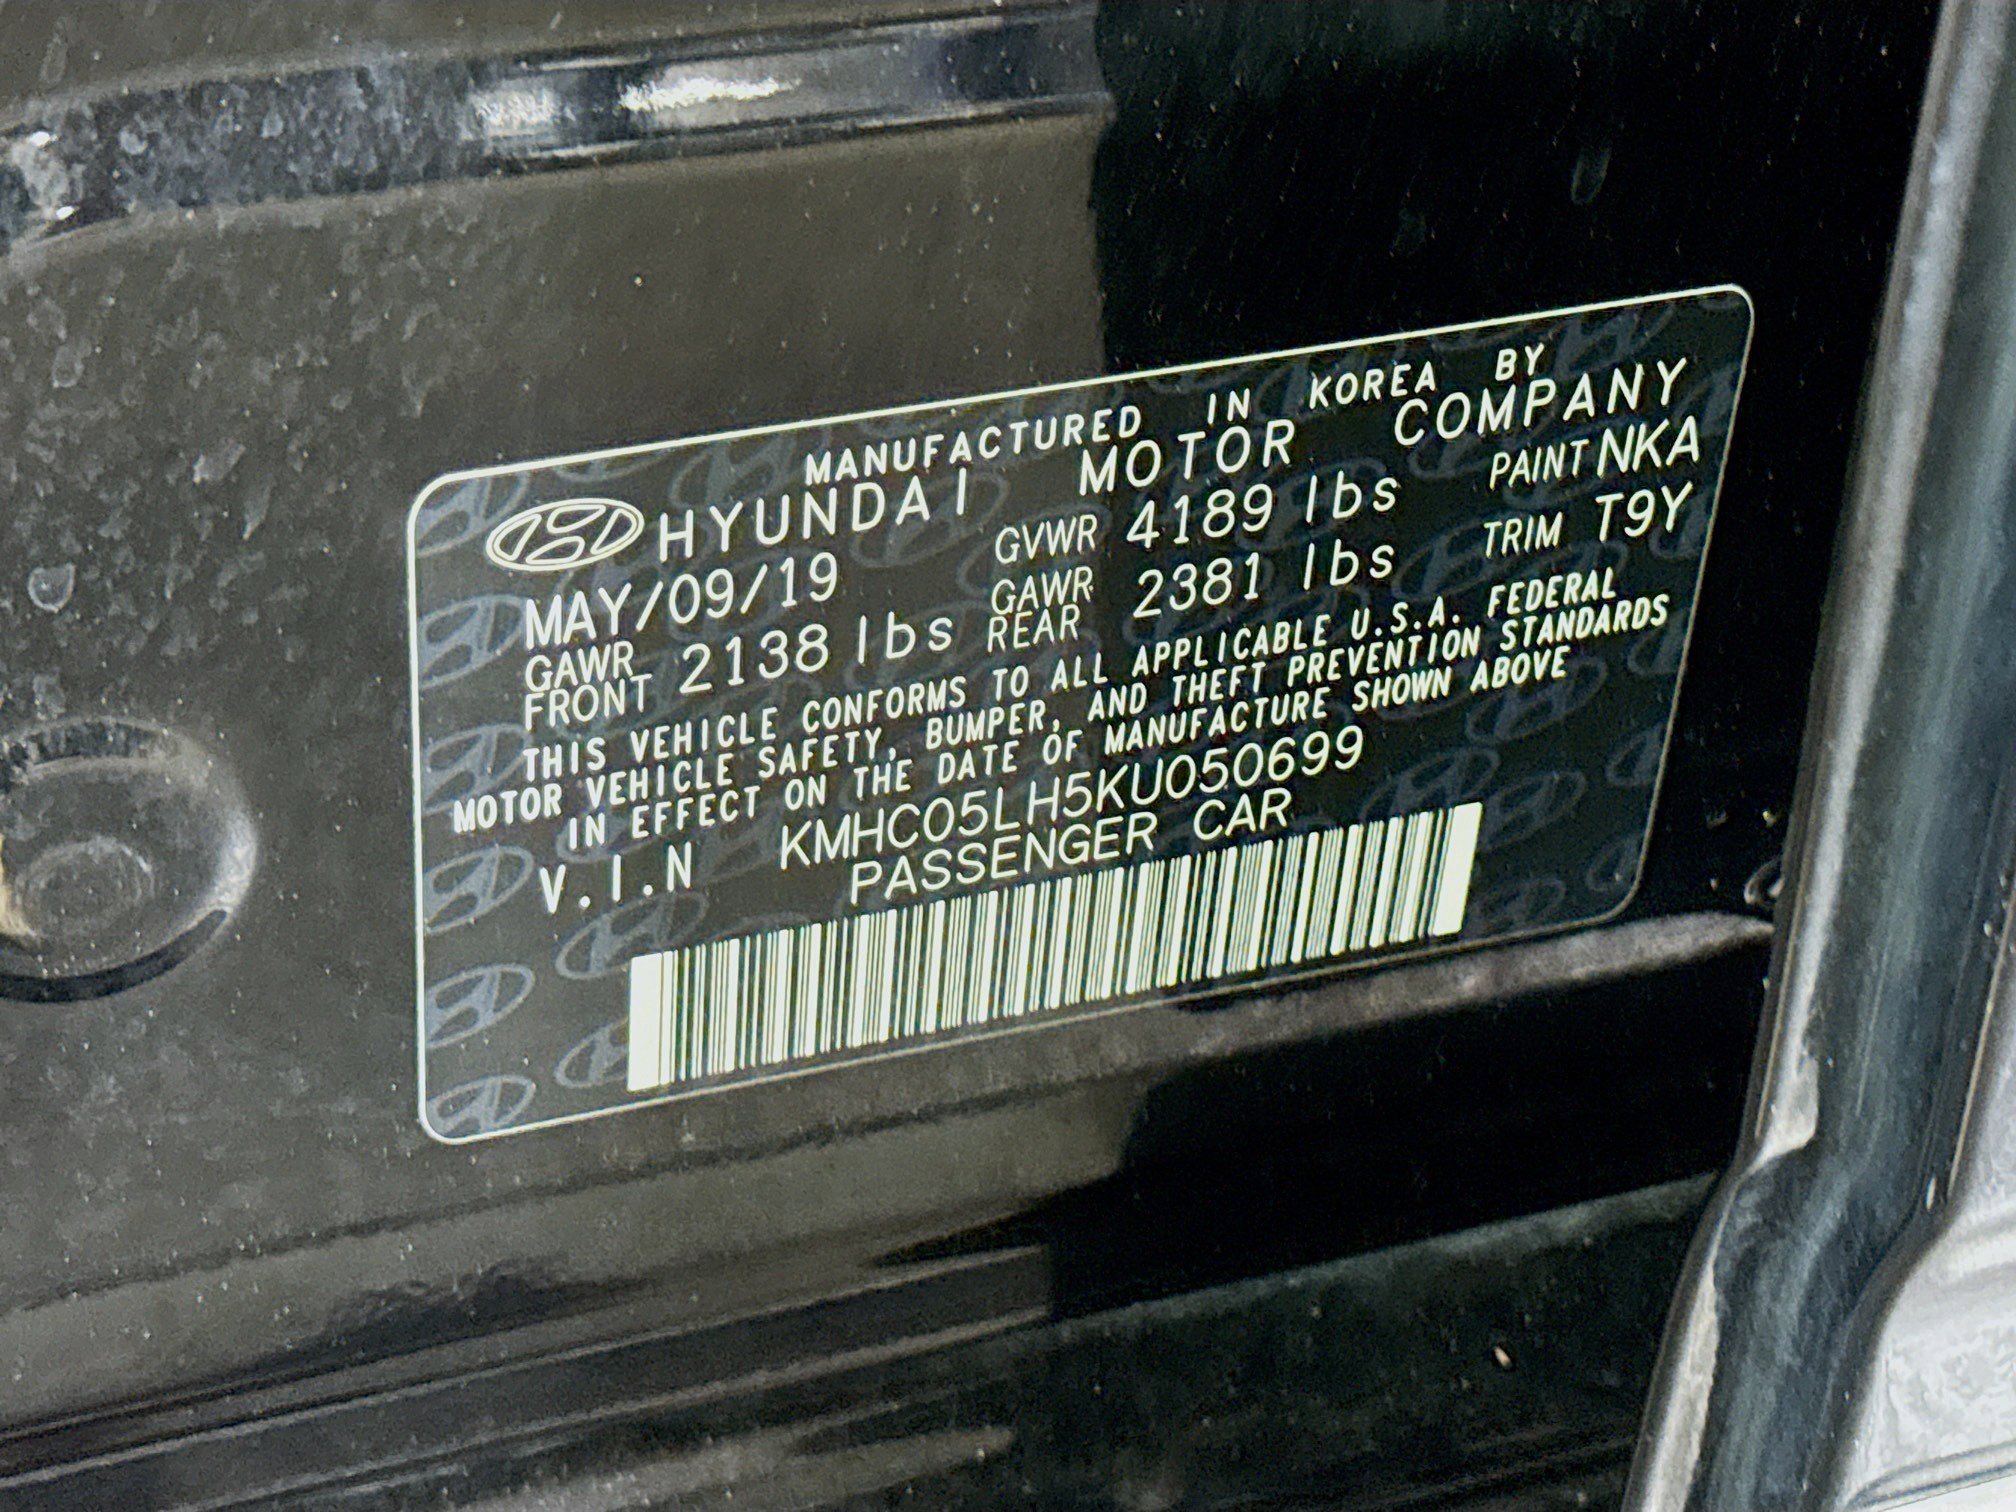 MANUFACTURED IN KOREA BY
HYUNDAI MOTOR COMPANY
MAY/09/19 GVWR 4189 lbs PAINT NKA
GAWR FRONT 2138 lbs GAWR REAR 2381 lbs TRIM T9Y
THIS VEHICLE CONFORMS TO ALL APPLICABLE U.S.A. FEDERAL
MOTOR VEHICLE SAFETY, BUMPER, AND THEFT PREVENTION STANDARDS
IN EFFECT ON THE DATE OF MANUFACTURE SHOWN ABOVE
V.I.N KMHC05LH5KU050699
PASSENGER CAR